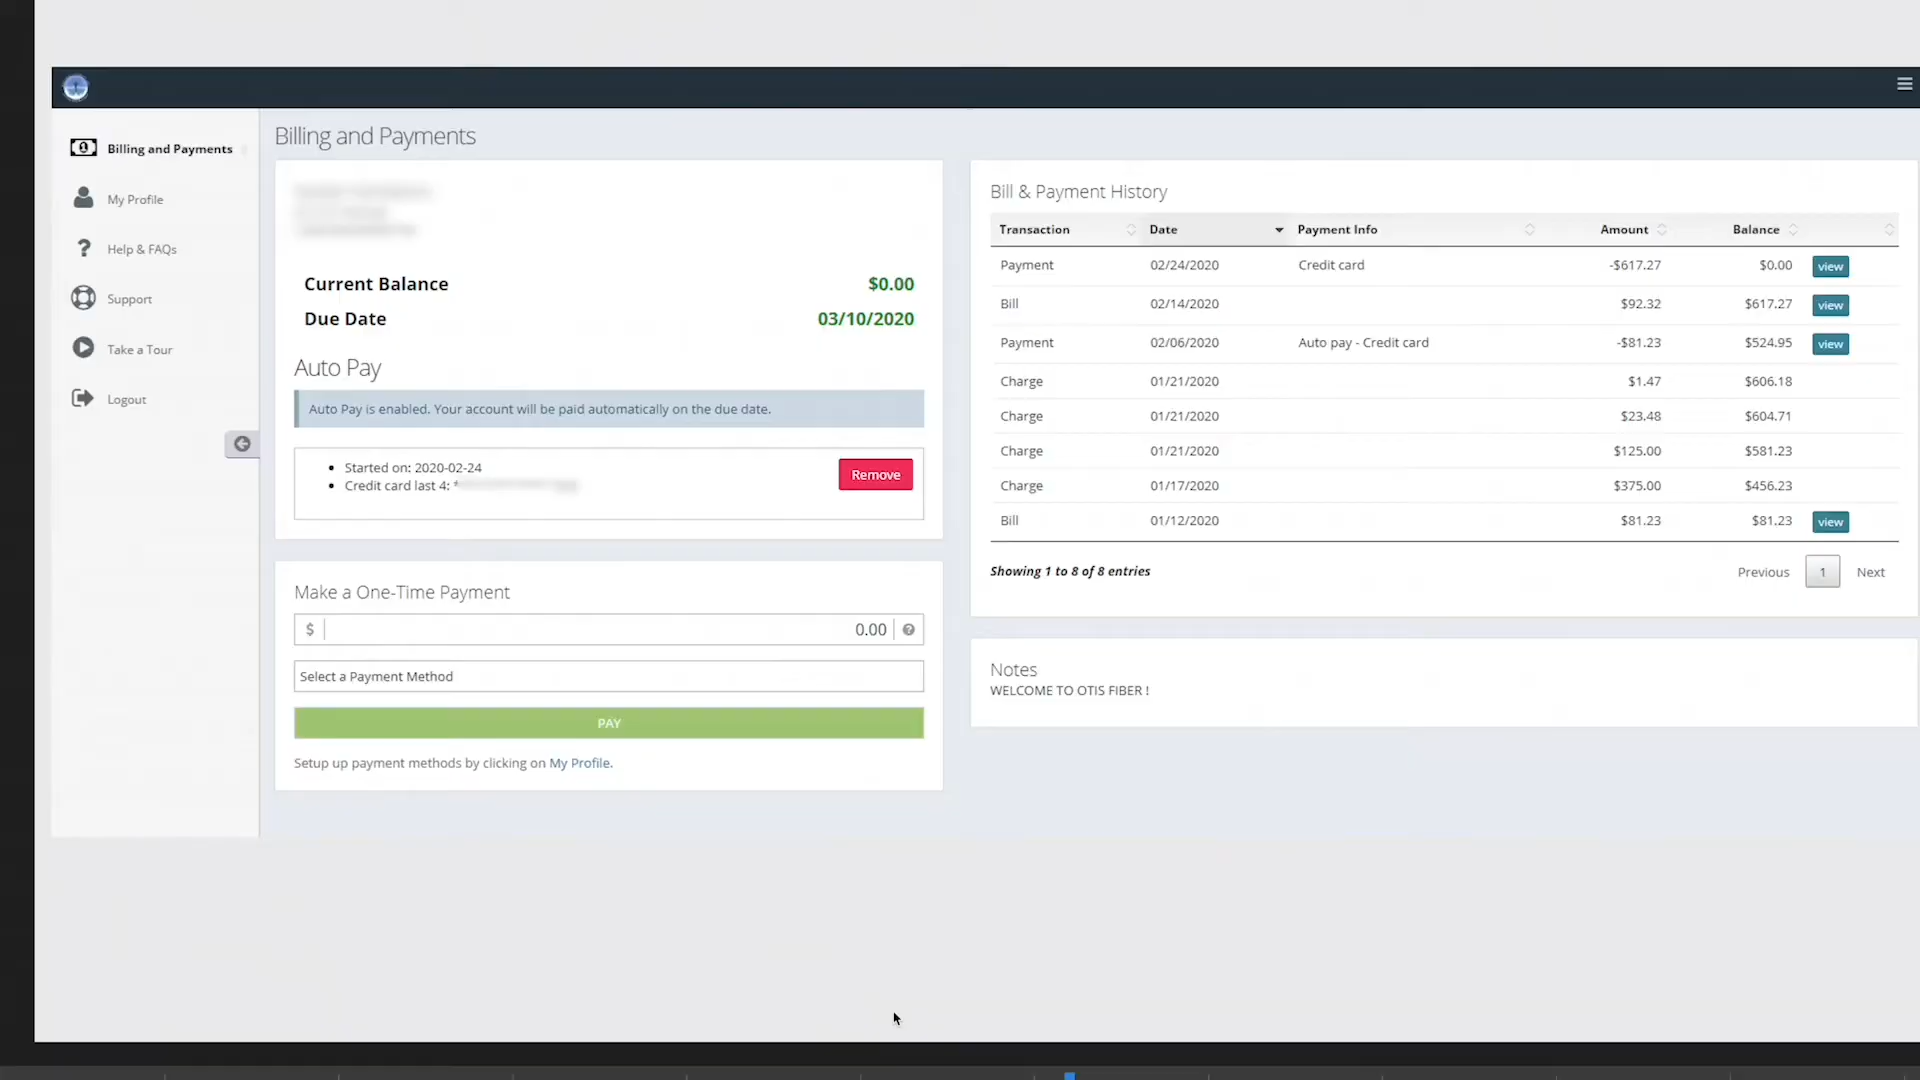 Billing and Payments
My Profile
Help & FAQs
Support
Take a Tour
Logout
Billing and Payments
Current Balance $0.00
Due Date 03/10/2020
Auto Pay
Auto Pay is enabled. Your account will be paid automatically on the due date.
Started on: 2020-02-24
Credit card last 4: *
Remove
Make a One-Time Payment
$ 0.00
Select a Payment Method
PAY
Setup up payment methods by clicking on My Profile.
Bill & Payment History
Transaction Date Payment Info Amount Balance
Payment 02/24/2020 Credit card -$617.27 $0.00 view
Bill 02/14/2020 $92.32 $617.27 view
Payment 02/06/2020 Auto pay - Credit card -$81.23 $524.95 view
Charge 01/21/2020 $1.47 $606.18
Charge 01/21/2020 $23.48 $604.71
Charge 01/21/2020 $125.00 $581.23
Charge 01/17/2020 $375.00 $456.23
Bill 01/12/2020 $81.23 $81.23 view
Showing 1 to 8 of 8 entries
Previous 1 Next
Notes
WELCOME TO OTIS FIBER !